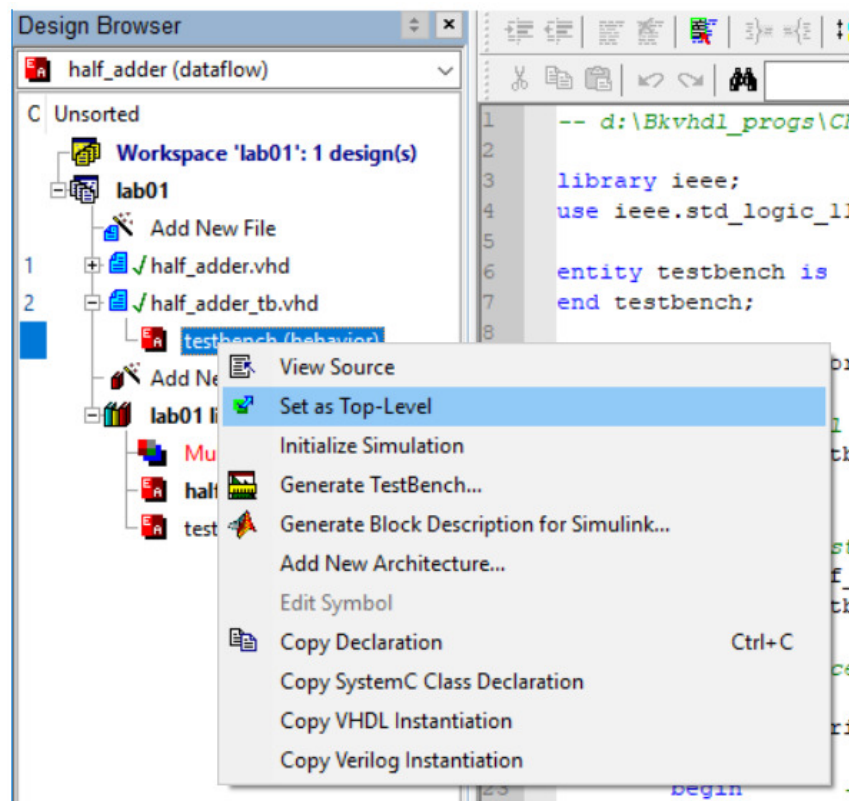 Design Browser
half_adder (dataflow)
C Unsorted
Workspace 'lab01': 1 design(s)
lab01
Add New File
1 half_adder.vhd
2 half_adder_tb.vhd
testbench (behavior)
Add Ne
lab01 li
Mu
half
test
View Source
Set as Top-Level
Initialize Simulation
Generate TestBench...
Generate Block Description for Simulink...
Add New Architecture...
Edit Symbol
Copy Declaration Ctrl+C
Copy SystemC Class Declaration
Copy VHDL Instantiation
Copy Verilog Instantiation
1 -- d:\Bkvhdl_progs\Ch
2
3 library ieee;
4 use ieee.std_logic_11
5
6 entity testbench is
7 end testbench;
8
23 begin